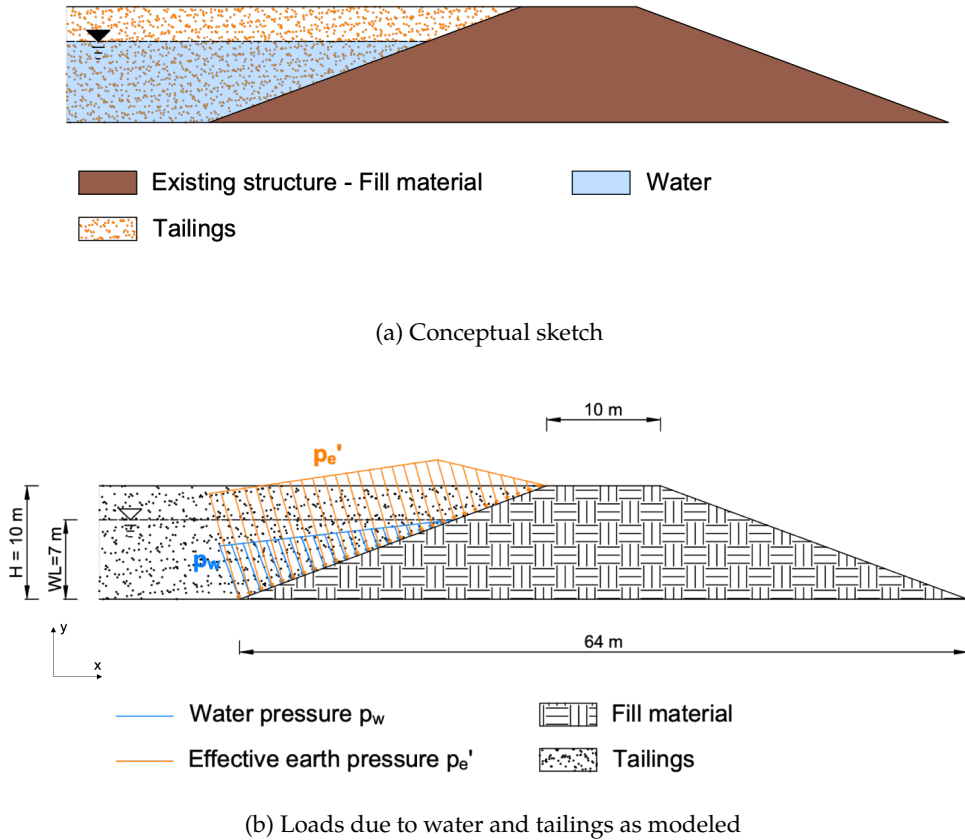 Existing structure - Fill material
Water
Tailings
(a) Conceptual sketch
10 m
pe'
H = 10 m
WL=7 m
pw
y
x
64 m
Water pressure pw
Fill material
Effective earth pressure pe'
Tailings
(b) Loads due to water and tailings as modeled